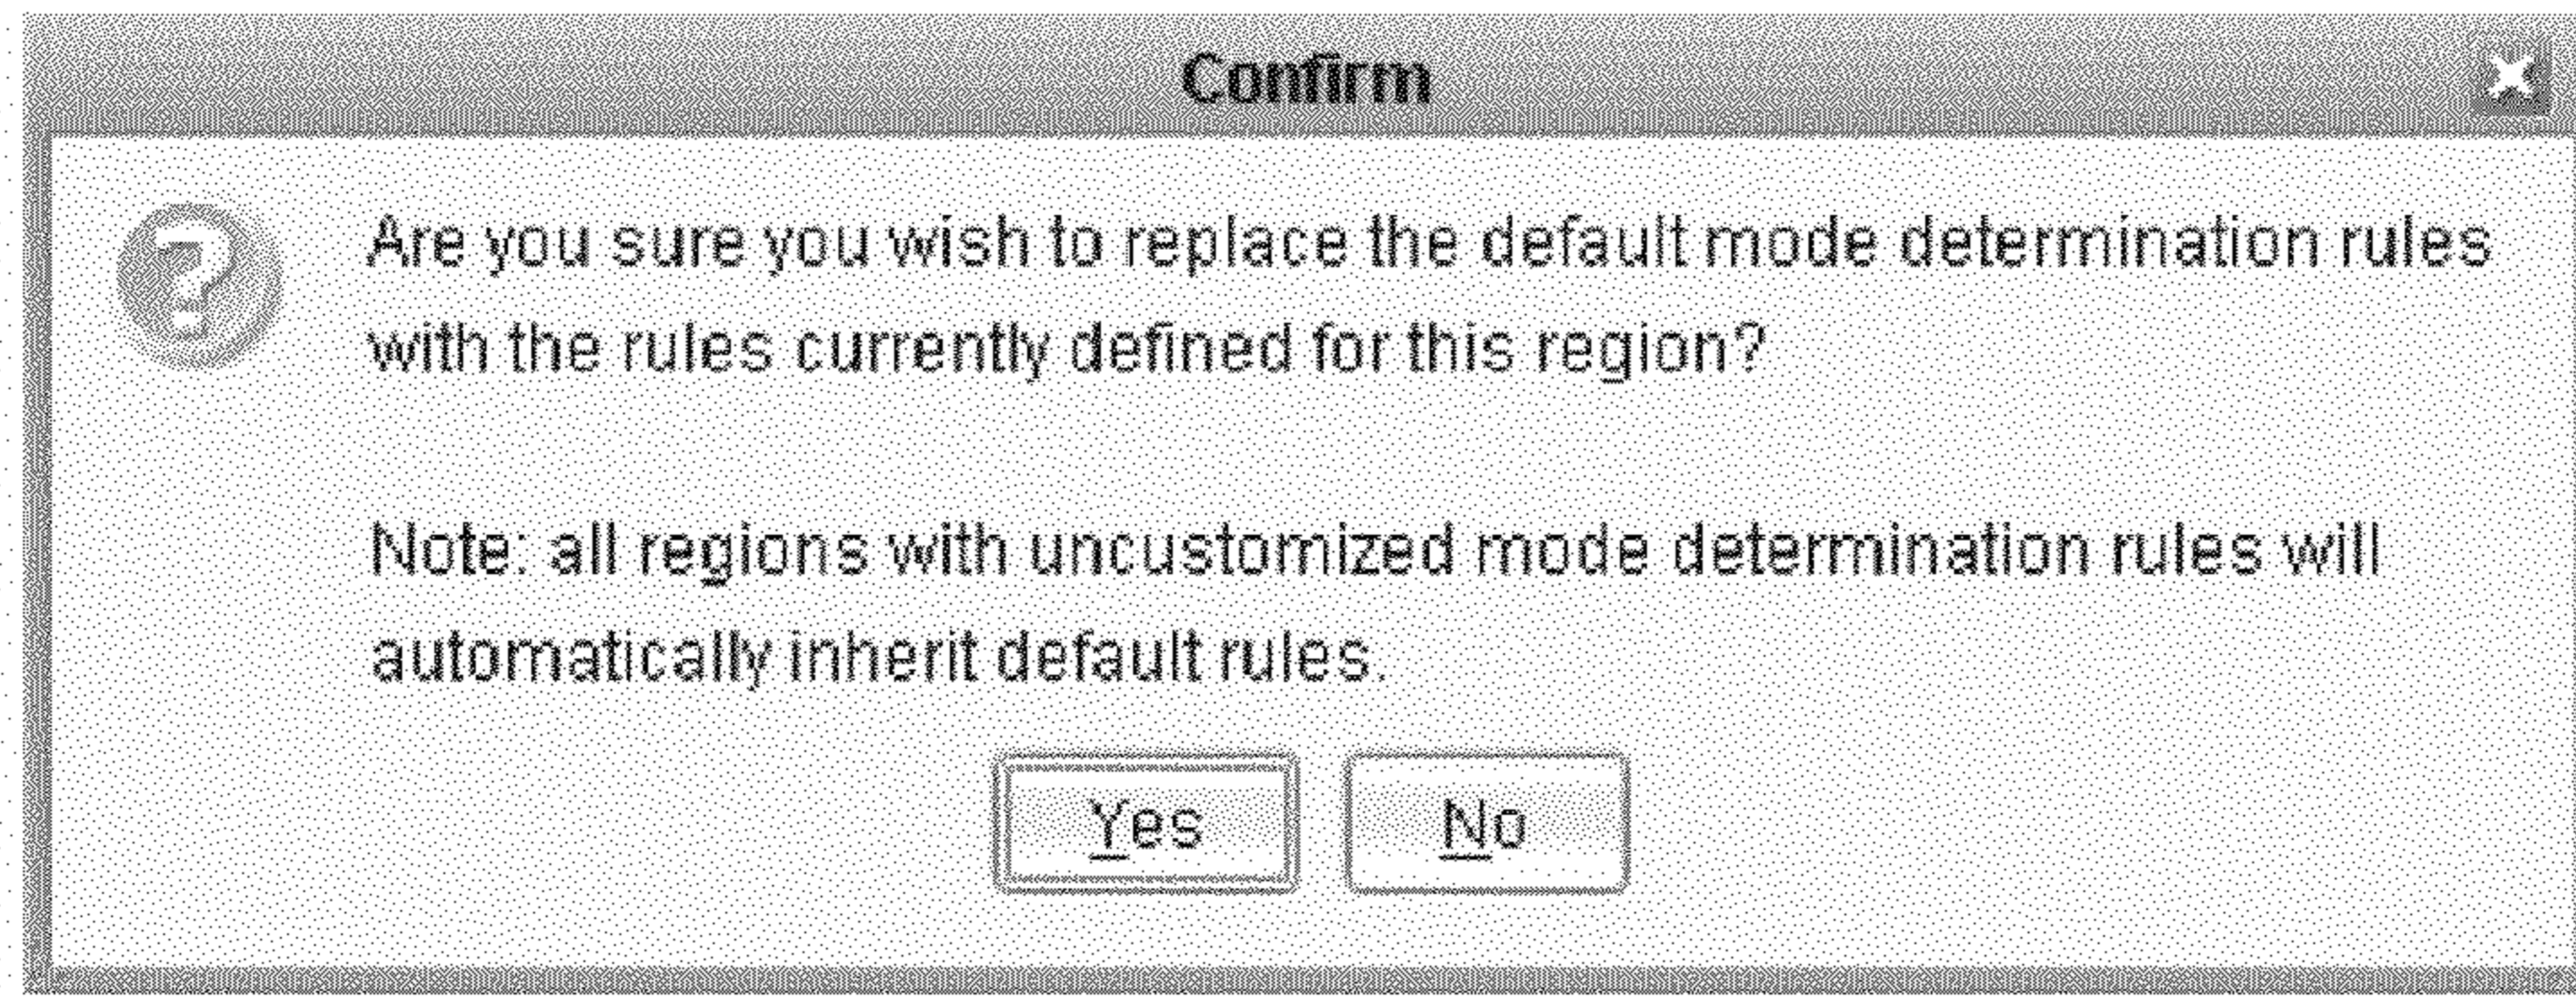 Confirm
Are you sure you wish to replace the default mode determination rules
with the rules currently defined for this region?
Note: all regions with uncustomized mode determination rules will
automatically inherit default rules.
Yes No